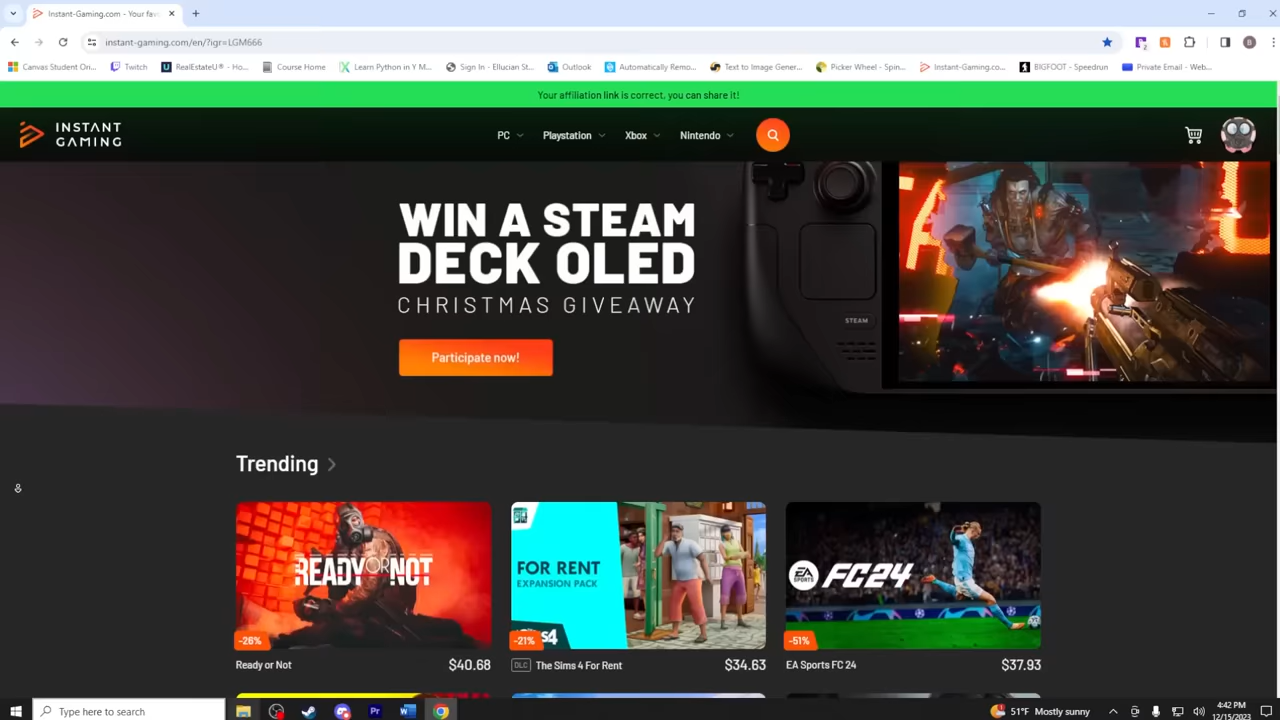 Instant-Gaming.com - Your fav
instant-gaming.com/en/?igr=LGM666
Canvas Student On...
Twitch
RealEstateU® - Ho...
Course Home
Learn Python in Y M...
Sign In - Ellucian St...
Outlook
Automatically Remo...
Text to Image Gener...
Picker Wheel - Spin...
Instant-Gaming.co...
BIGFOOT - Speedrun
Private Email - Web...
Your affiliation link is correct, you can share it!
INSTANT
GAMING
PC
Playstation
Xbox
Nintendo
WIN A STEAM
DECK OLED
CHRISTMAS GIVEAWAY
STEAM
Participate now!
Trending
READY OR NOT
FOR RENT
EXPANSION PACK
EA SPORTS FC 24
-26%
-21%
-51%
Ready or Not
$40.68
DLC The Sims 4 For Rent
$34.63
EA Sports FC 24
$37.93
Type here to search
51°F Mostly sunny
4:42 PM
12/15/2023